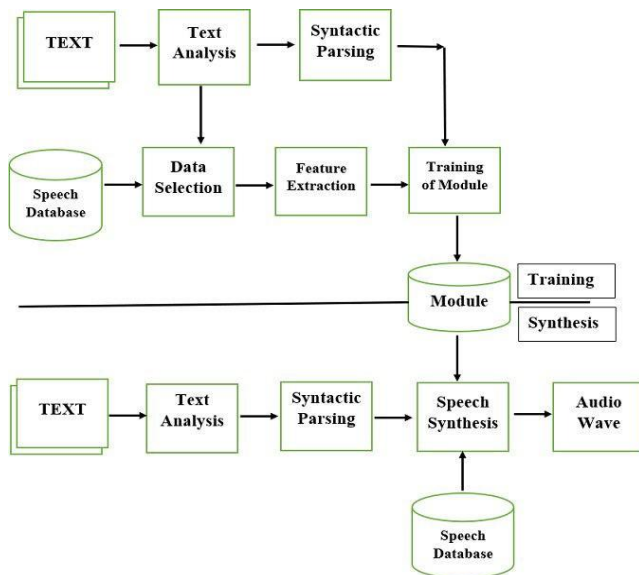 TEXT
Text
Analysis
Syntactic
Parsing
Speech
Database
Data
Selection
Feature
Extraction
Training
of Module
Module
Training
Synthesis
TEXT
Text
Analysis
Syntactic
Parsing
Speech
Synthesis
Audio
Wave
Speech
Database